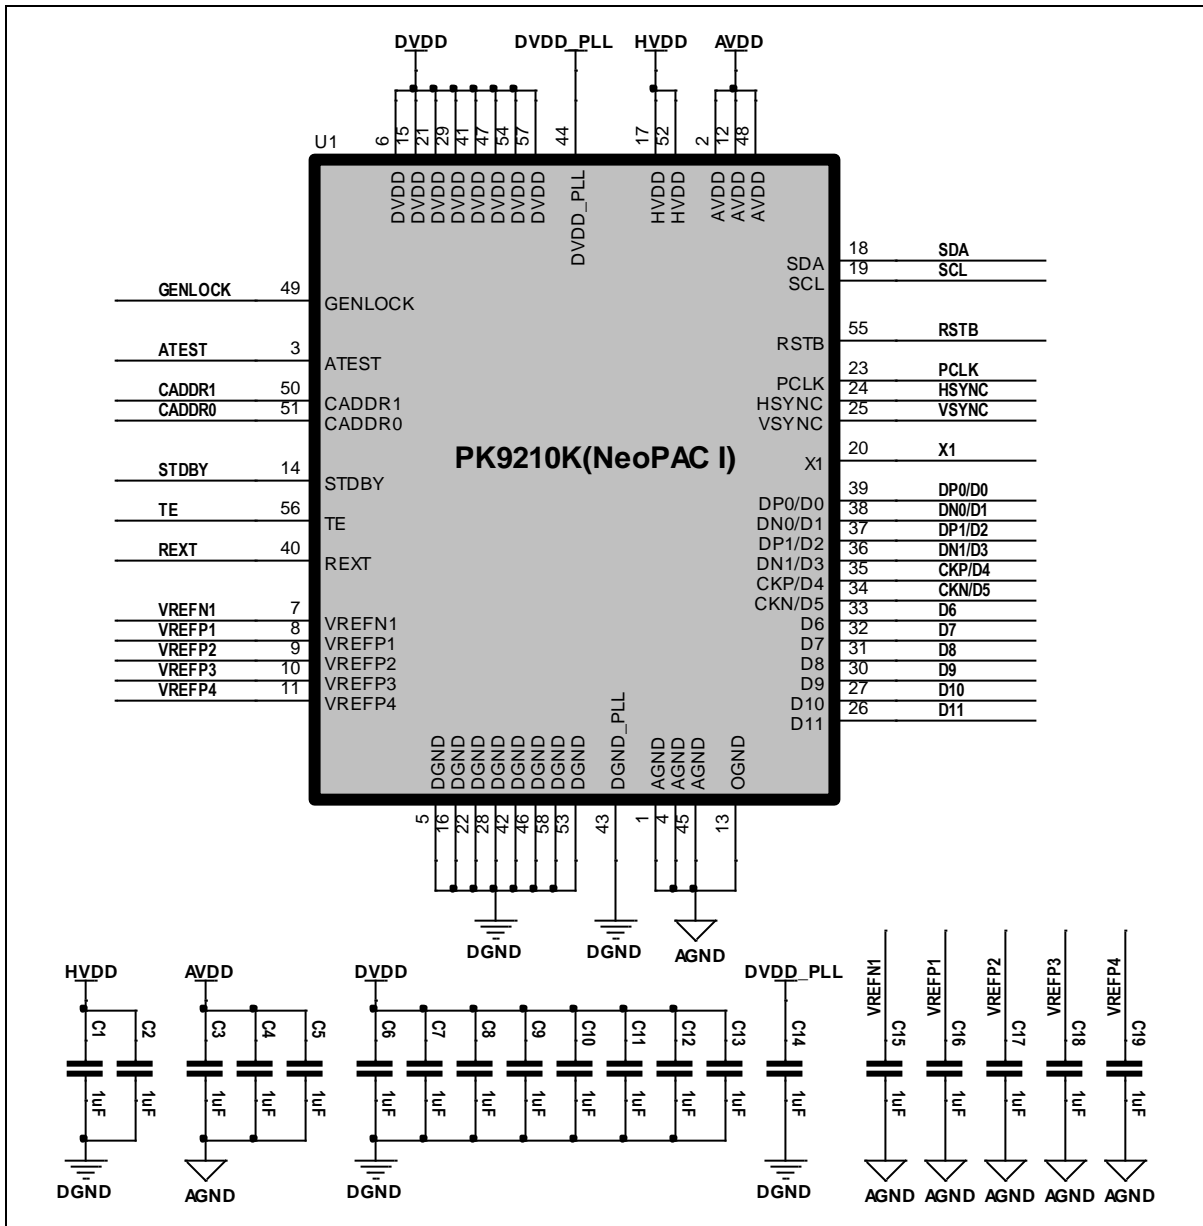 DVDD DVDD_PLL HVDD AVDD
U1
6 15 21 29 41 47 54 57 44 17 52 2 12 48
DVDD DVDD DVDD DVDD DVDD DVDD DVDD DVDD DVDD_PLL HVDD HVDD AVDD AVDD AVDD
SDA 18 SDA
SCL 19 SCL
GENLOCK 49 GENLOCK
RSTB 55 RSTB
ATEST 3 ATEST
PCLK 23 PCLK
CADDR1 50 CADDR1
HSYNC 24 HSYNC
CADDR0 51 CADDR0
VSYNC 25 VSYNC
PK9210K(NeoPAC I)
X1 20 X1
STDBY 14 STDBY
DP0/D0 39 DP0/D0
TE 56 TE
DN0/D1 38 DN0/D1
DP1/D2 37 DP1/D2
REXT 40 REXT
DN1/D3 36 DN1/D3
CKP/D4 35 CKP/D4
CKN/D5 34 CKN/D5
VREFN1 7 VREFN1
D6 33 D6
VREFP1 8 VREFP1
D7 32 D7
VREFP2 9 VREFP2
D8 31 D8
VREFP3 10 VREFP3
D9 30 D9
VREFP4 11 VREFP4
D10 27 D10
D11 26 D11
DGND DGND DGND DGND DGND DGND DGND DGND DGND_PLL AGND AGND AGND OGND
5 16 22 28 42 46 58 53 43 1 4 45 13
DGND DGND AGND
HVDD AVDD DVDD DVDD_PLL VREFN1 VREFP1 VREFP2 VREFP3 VREFP4
C1 C2 C3 C4 C5 C6 C7 C8 C9 C10 C11 C12 C13 C14 C15 C16 C17 C18 C19
1uF 1uF 1uF 1uF 1uF 1uF 1uF 1uF 1uF 1uF 1uF 1uF 1uF 1uF 1uF 1uF 1uF 1uF 1uF
DGND AGND DGND DGND AGND AGND AGND AGND AGND